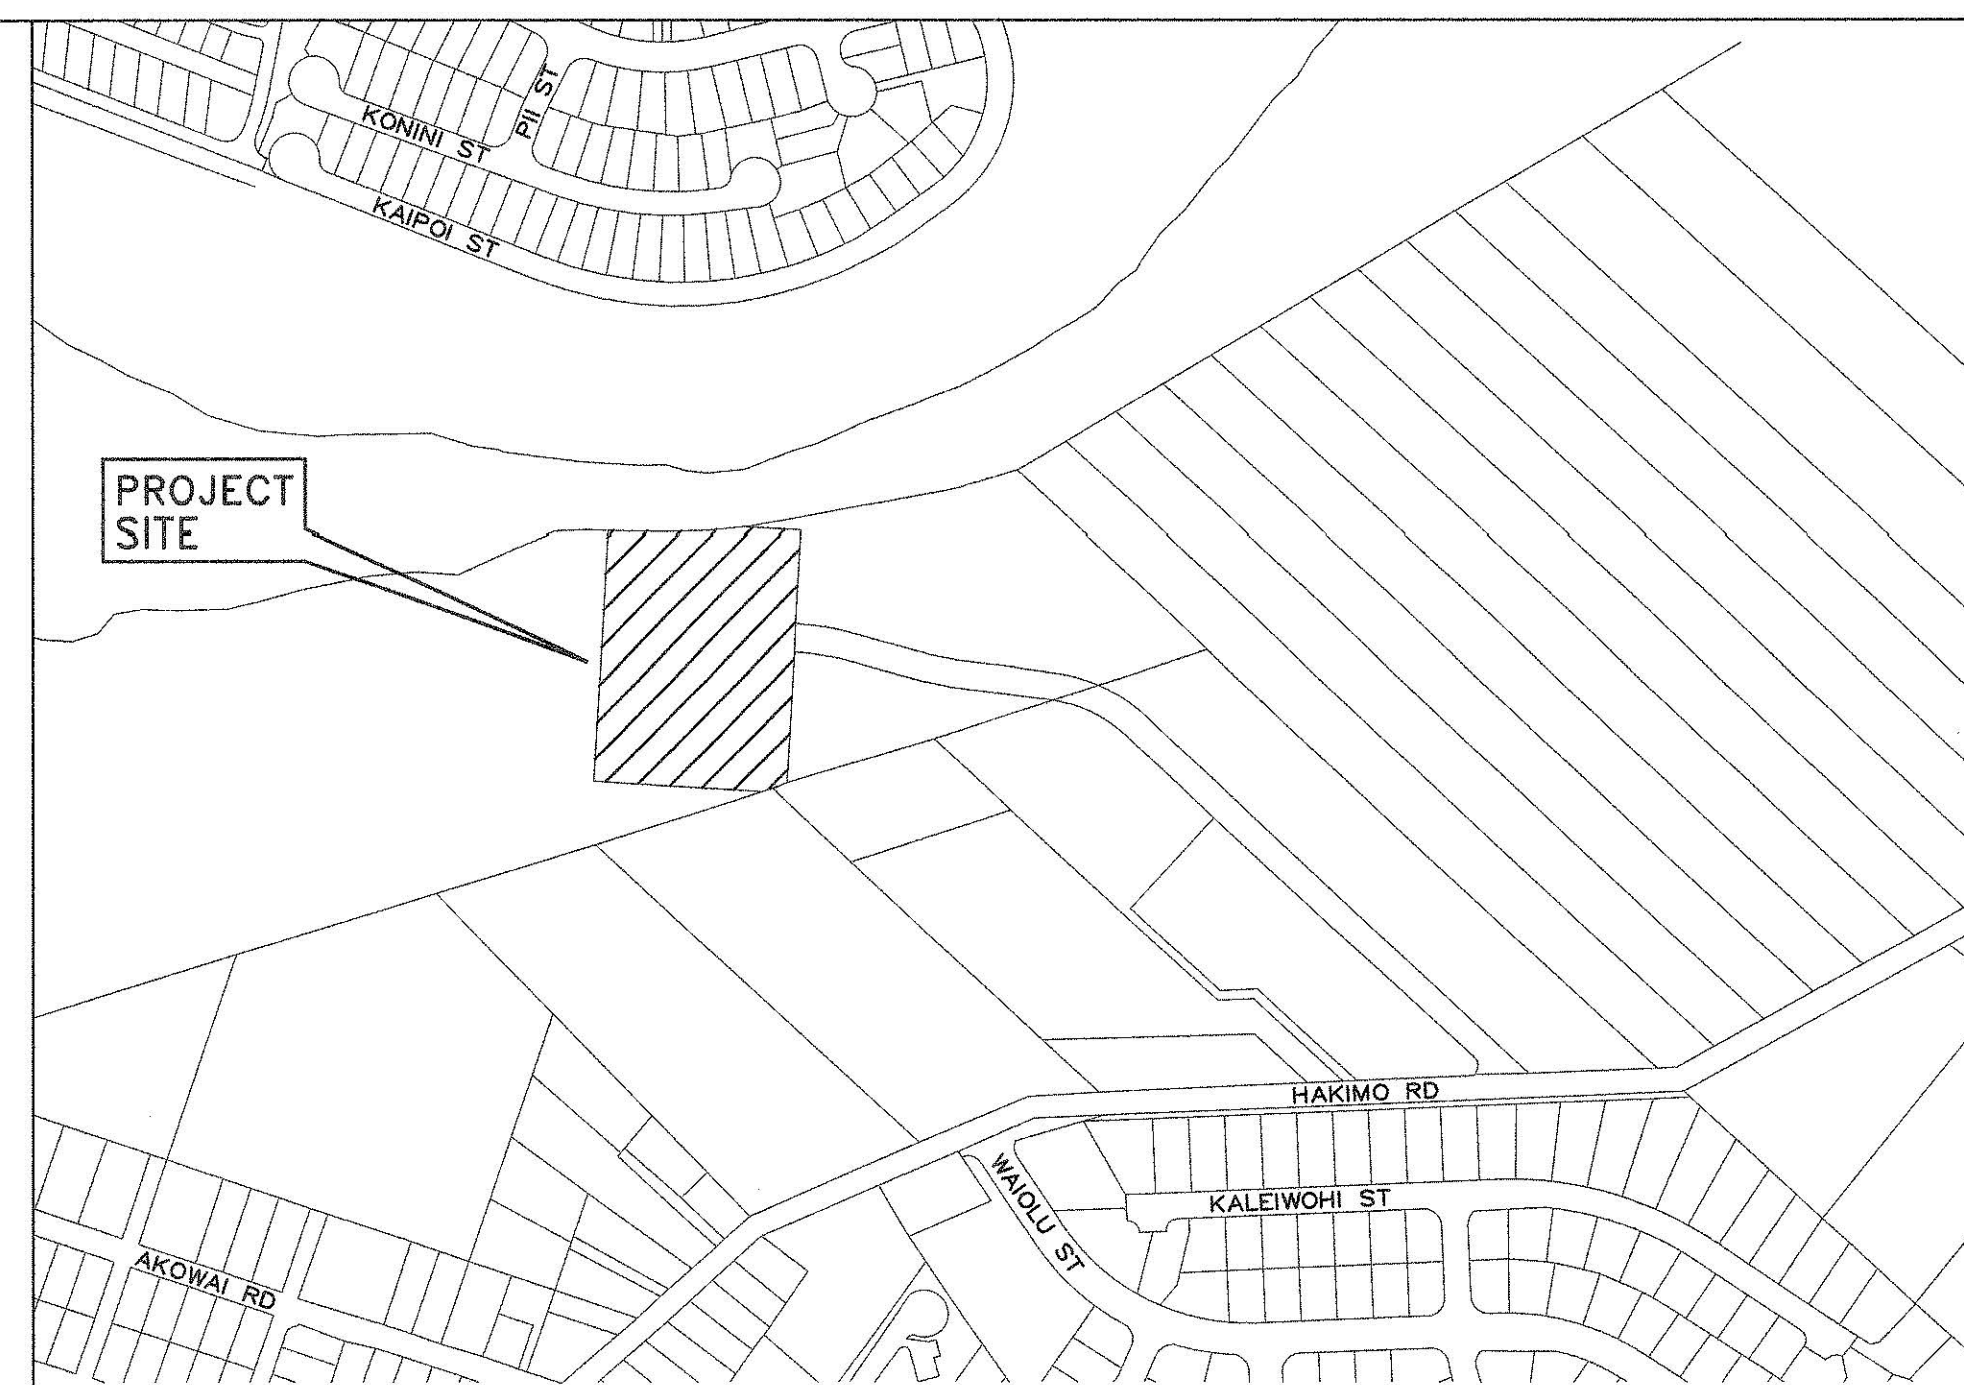 PII ST
KONINI ST
KAIPOI ST
PROJECT
SITE
HAKIMO RD
WAIOLU ST
KALEIWOHI ST
AKOWAI RD